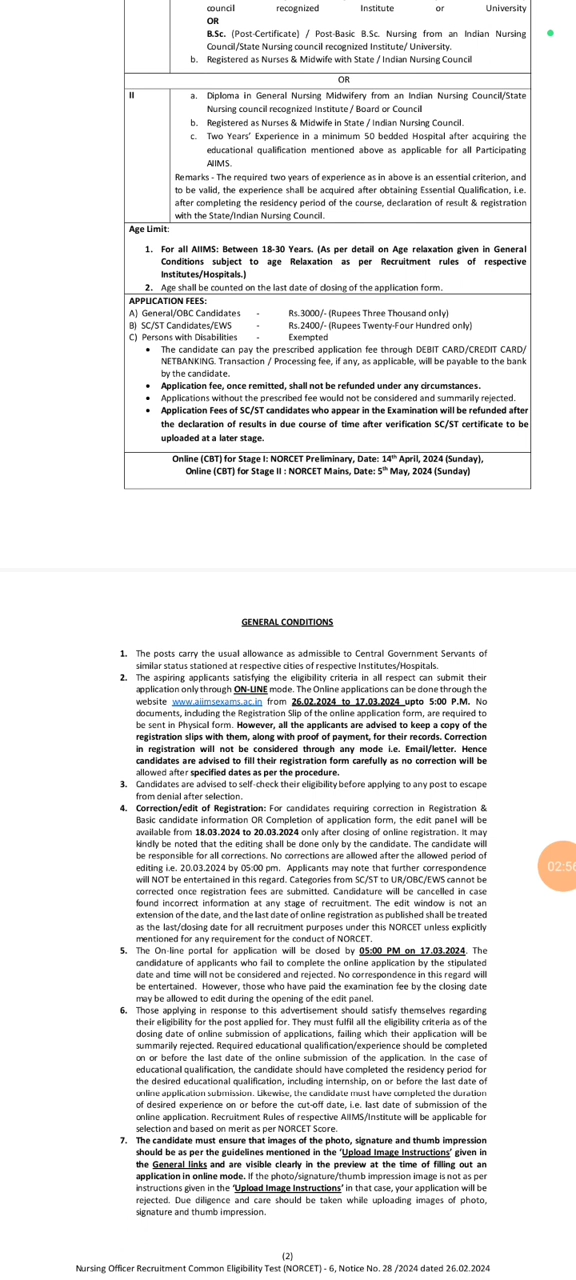 council recognized Institute or University
OR
B.Sc. (Post-Certificate) / Post-Basic B.Sc. Nursing from an Indian Nursing
Council/State Nursing council recognized Institute/ University.
b. Registered as Nurses & Midwife with State / Indian Nursing Council
OR
II a. Diploma in General Nursing Midwifery from an Indian Nursing Council/State
Nursing council recognized Institute / Board or Council
b. Registered as Nurses & Midwife in State / Indian Nursing Council.
c. Two Years' Experience in a minimum 50 bedded Hospital after acquiring the
educational qualification mentioned above as applicable for all Participating
AIIMS.
Remarks - The required two years of experience as in above is an essential criterion, and
to be valid, the experience shall be acquired after obtaining Essential Qualification, i.e.
after completing the residency period of the course, declaration of result & registration
with the State/Indian Nursing Council.
Age Limit:
1. For all AIIMS: Between 18-30 Years. (As per detail on Age relaxation given in General
Conditions subject to age Relaxation as per Recruitment rules of respective
Institutes/Hospitals.)
2. Age shall be counted on the last date of closing of the application form.
APPLICATION FEES:
A) General/OBC Candidates - Rs.3000/- (Rupees Three Thousand only)
B) SC/ST Candidates/EWS - Rs.2400/- (Rupees Twenty-Four Hundred only)
C) Persons with Disabilities - Exempted
• The candidate can pay the prescribed application fee through DEBIT CARD/CREDIT CARD/
NETBANKING. Transaction / Processing fee, if any, as applicable, will be payable to the bank
by the candidate.
• Application fee, once remitted, shall not be refunded under any circumstances.
• Applications without the prescribed fee would not be considered and summarily rejected.
• Application Fees of SC/ST candidates who appear in the Examination will be refunded after
the declaration of results in due course of time after verification SC/ST certificate to be
uploaded at a later stage.
Online (CBT) for Stage I: NORCET Preliminary, Date: 14th April, 2024 (Sunday),
Online (CBT) for Stage II : NORCET Mains, Date: 5th May, 2024 (Sunday)
GENERAL CONDITIONS
1. The posts carry the usual allowance as admissible to Central Government Servants of
similar status stationed at respective cities of respective Institutes/Hospitals.
2. The aspiring applicants satisfying the eligibility criteria in all respect can submit their
application only through ON-LINE mode. The Online applications can be done through the
website www.aiimsexams.ac.in from 26.02.2024 to 17.03.2024 upto 5:00 P.M. No
documents, including the Registration Slip of the online application form, are required to
be sent in Physical form. However, all the applicants are advised to keep a copy of the
registration slips with them, along with proof of payment, for their records. Correction
in registration will not be considered through any mode i.e. Email/letter. Hence
candidates are advised to fill their registration form carefully as no correction will be
allowed after specified dates as per the procedure.
3. Candidates are advised to self-check their eligibility before applying to any post to escape
from denial after selection.
4. Correction/edit of Registration: For candidates requiring correction in Registration &
Basic candidate information OR Completion of application form, the edit panel will be
available from 18.03.2024 to 20.03.2024 only after closing of online registration. It may
kindly be noted that the editing shall be done only by the candidate. The candidate will
be responsible for all corrections. No corrections are allowed after the allowed period of
editing i.e. 20.03.2024 by 05:00 pm. Applicants may note that further correspondence
will NOT be entertained in this regard. Categories from SC/ST to UR/OBC/EWS cannot be
corrected once registration fees are submitted. Candidature will be cancelled in case
found incorrect information at any stage of recruitment. The edit window is not an
extension of the date, and the last date of online registration as published shall be treated
as the last/closing date for all recruitment purposes under this NORCET unless explicitly
mentioned for any requirement for the conduct of NORCET.
5. The On-line portal for application will be closed by 05:00 PM on 17.03.2024. The
candidature of applicants who fail to complete the online application by the stipulated
date and time will not be considered and rejected. No correspondence in this regard will
be entertained. However, those who have paid the examination fee by the closing date
may be allowed to edit during the opening of the edit panel.
6. Those applying in response to this advertisement should satisfy themselves regarding
their eligibility for the post applied for. They must fulfil all the eligibility criteria as of the
closing date of online submission of applications, failing which their application will be
summarily rejected. Required educational qualification/experience should be completed
on or before the last date of the online submission of the application. In the case of
educational qualification, the candidate should have completed the residency period for
the desired educational qualification, including internship, on or before the last date of
online application submission. Likewise, the candidate must have completed the duration
of desired experience on or before the cut-off date, i.e. last date of submission of the
online application. Recruitment Rules of respective AIIMS/Institute will be applicable for
selection and based on merit as per NORCET Score.
7. The candidate must ensure that images of the photo, signature and thumb impression
should be as per the guidelines mentioned in the 'Upload Image Instructions' given in
the General links and are visible clearly in the preview at the time of filling out an
application in online mode. If the photo/signature/thumb impression image is not as per
instructions given in the 'Upload Image Instructions' in that case, your application will be
rejected. Due diligence and care should be taken while uploading images of photo,
signature and thumb impression.
02:56
(2)
Nursing Officer Recruitment Common Eligibility Test (NORCET) - 6, Notice No. 28 /2024 dated 26.02.2024